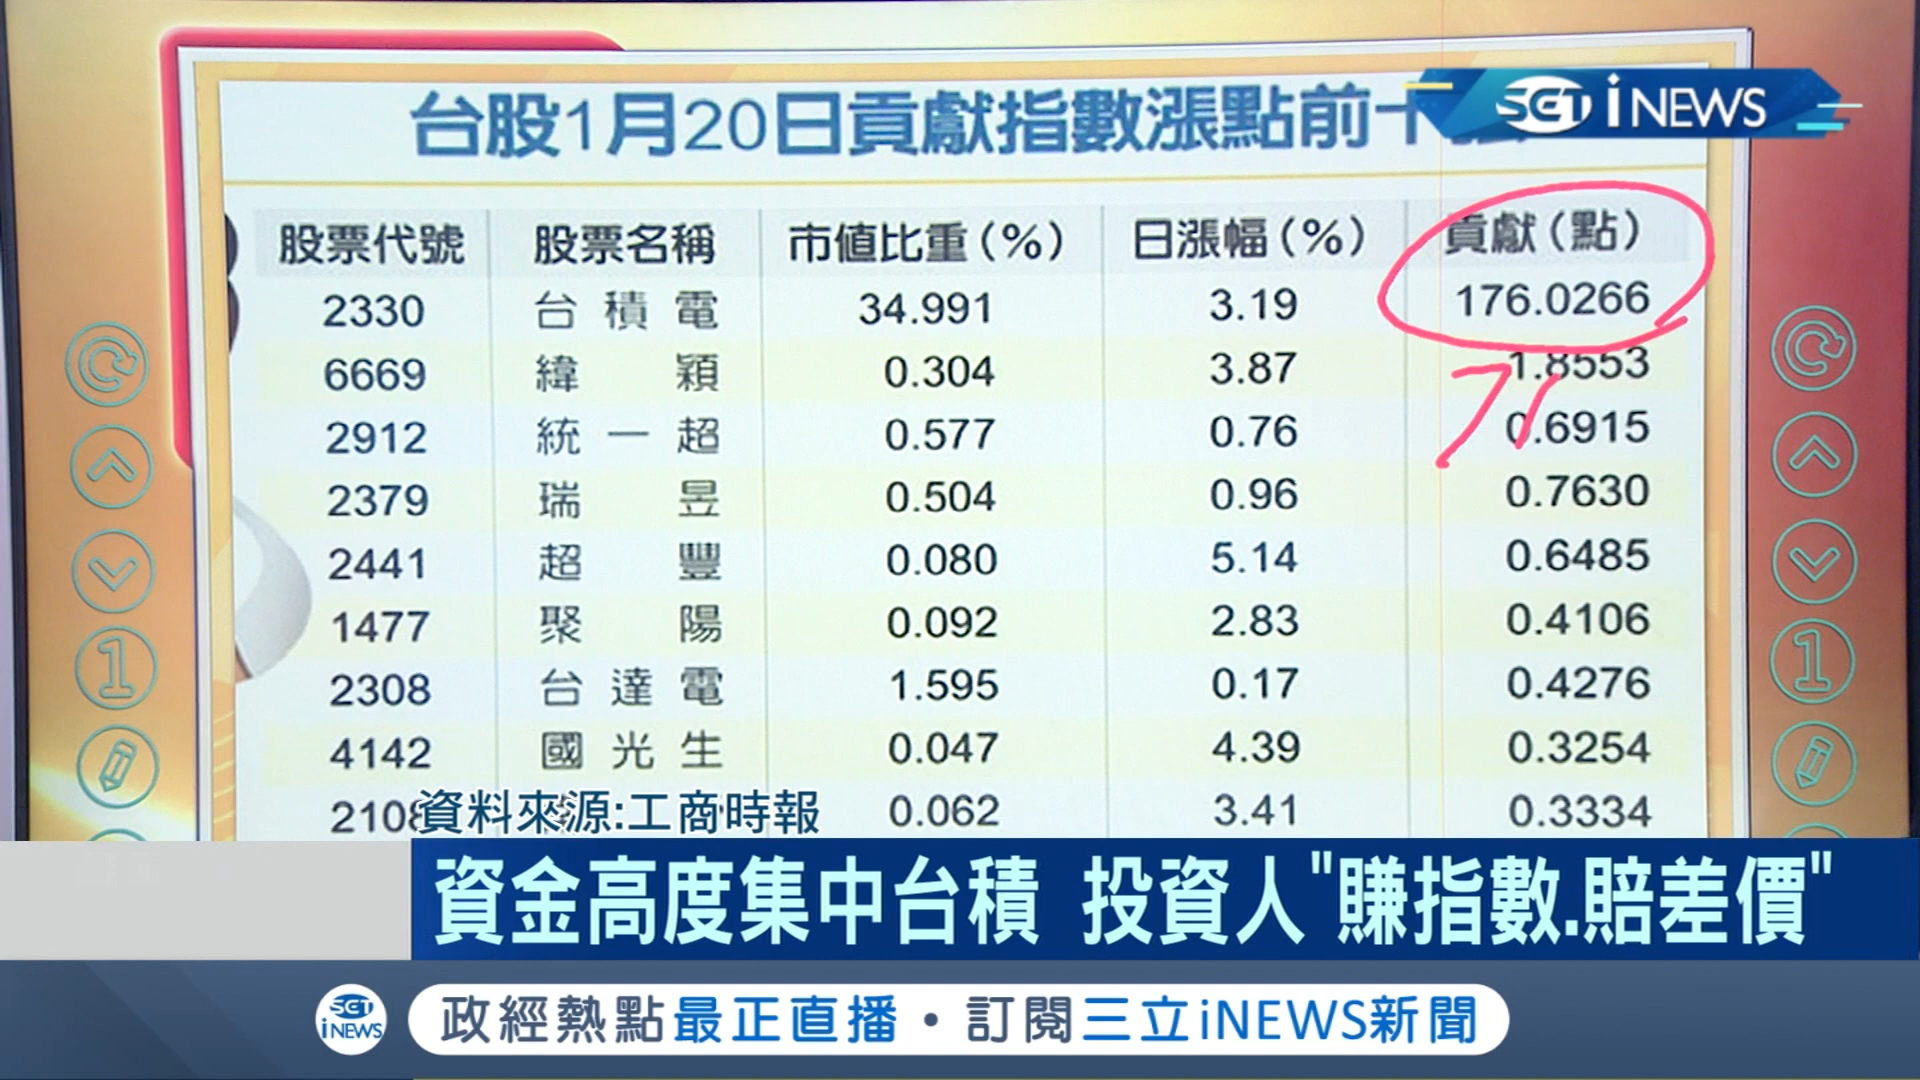 台股1月20日貢獻指數漲點前十
SET iNEWS
股票代號 股票名稱 市值比重(%) 日漲幅(%) 貢獻(點)
2330 台積電 34.991 3.19 176.0266
6669 緯穎 0.304 3.87 1.8553
2912 統一超 0.577 0.76 0.6915
2379 瑞昱 0.504 0.96 0.7630
2441 超豐 0.080 5.14 0.6485
1477 聚陽 0.092 2.83 0.4106
2308 台達電 1.595 0.17 0.4276
4142 國光生 0.047 4.39 0.3254
2108 0.062 3.41 0.3334
資料來源:工商時報
資金高度集中台積 投資人"賺指數.賠差價"
SET iNEWS 政經熱點最正直播・訂閱三立iNEWS新聞
1
1